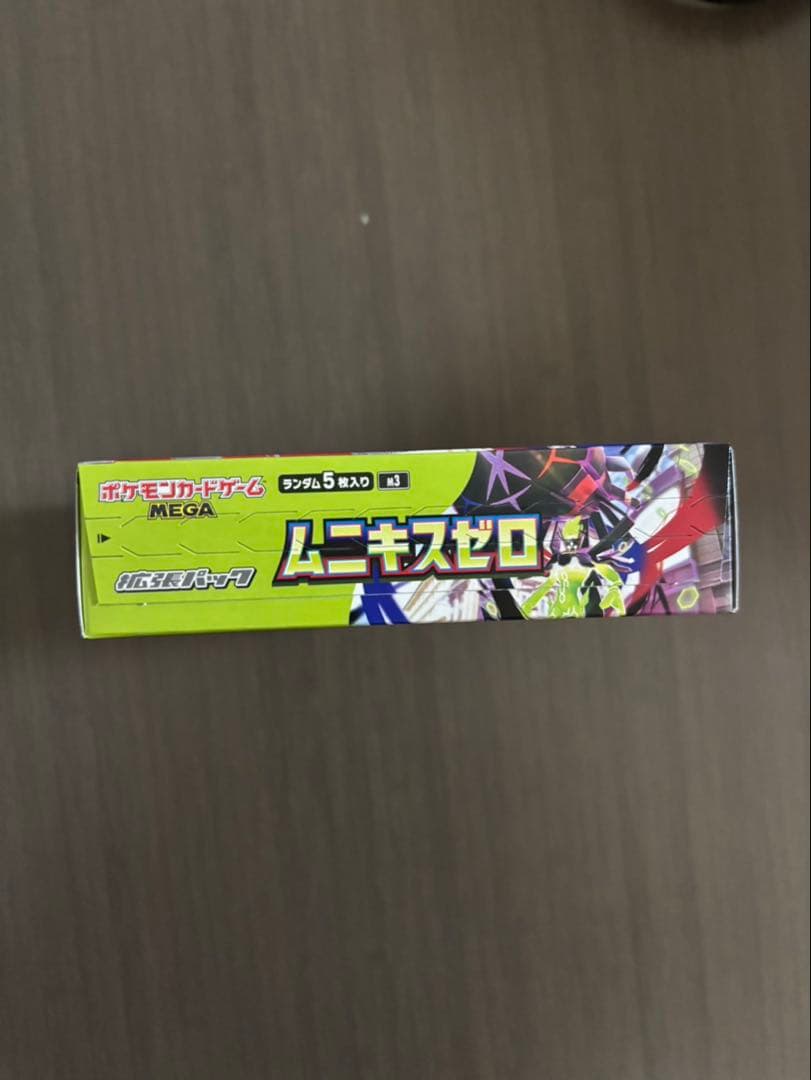 ポケモンカードゲーム
MEGA
ランダム5枚入り M3
拡張パック
ムニキスゼロ